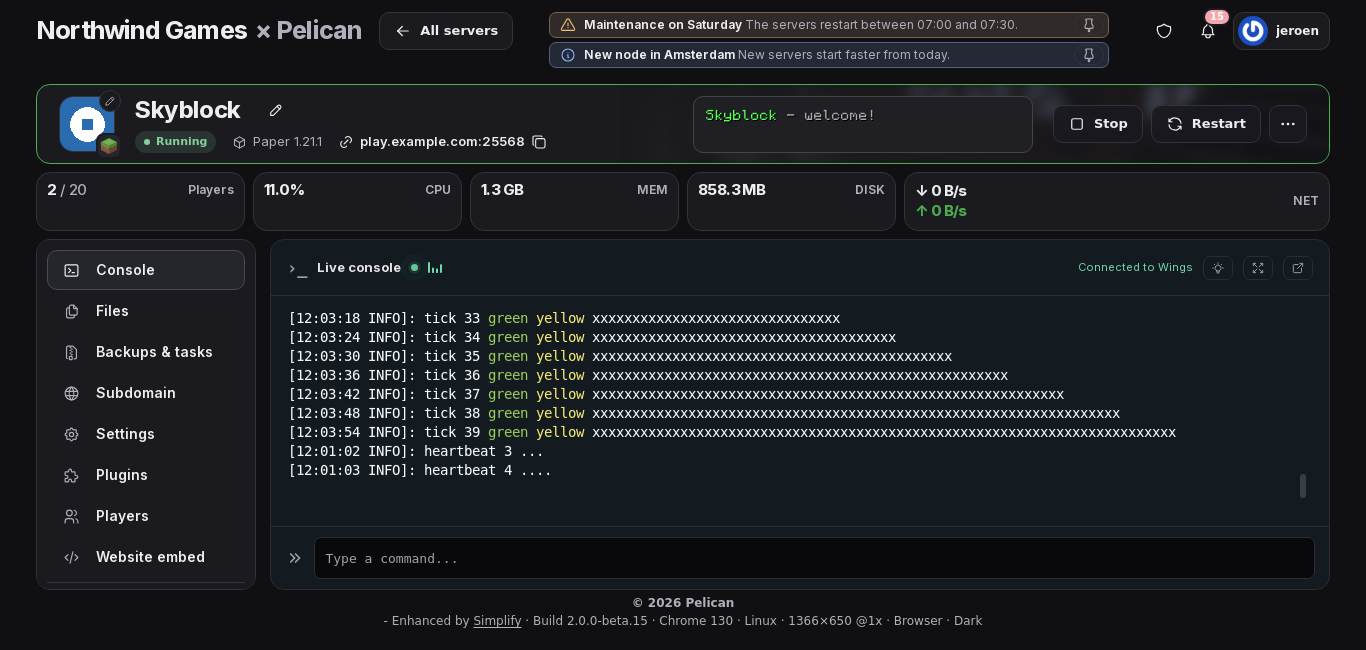 Northwind Games × Pelican
All servers
Maintenance on Saturday The servers restart between 07:00 and 07:30.
New node in Amsterdam New servers start faster from today.
15
jeroen
Skyblock
Running
Paper 1.21.1
play.example.com:25568
Skyblock - welcome!
Stop
Restart
2 / 20
Players
11.0%
CPU
1.3 GB
MEM
858.3 MB
DISK
↓ 0 B/s
↑ 0 B/s
NET
Console
Files
Backups & tasks
Subdomain
Settings
Plugins
Players
Website embed
Live console
Connected to Wings
[12:03:18 INFO]: tick 33 green yellow xxxxxxxxxxxxxxxxxxxxxxxxxxxxxxx
[12:03:24 INFO]: tick 34 green yellow xxxxxxxxxxxxxxxxxxxxxxxxxxxxxxxxxxxxxx
[12:03:30 INFO]: tick 35 green yellow xxxxxxxxxxxxxxxxxxxxxxxxxxxxxxxxxxxxxxxxxxxxx
[12:03:36 INFO]: tick 36 green yellow xxxxxxxxxxxxxxxxxxxxxxxxxxxxxxxxxxxxxxxxxxxxxxxxxxxx
[12:03:42 INFO]: tick 37 green yellow xxxxxxxxxxxxxxxxxxxxxxxxxxxxxxxxxxxxxxxxxxxxxxxxxxxxxxxxxxx
[12:03:48 INFO]: tick 38 green yellow xxxxxxxxxxxxxxxxxxxxxxxxxxxxxxxxxxxxxxxxxxxxxxxxxxxxxxxxxxxxxxxxxx
[12:03:54 INFO]: tick 39 green yellow xxxxxxxxxxxxxxxxxxxxxxxxxxxxxxxxxxxxxxxxxxxxxxxxxxxxxxxxxxxxxxxxxxxxxxxxx
[12:01:02 INFO]: heartbeat 3 ...
[12:01:03 INFO]: heartbeat 4 ....
Type a command...
© 2026 Pelican
- Enhanced by Simplify · Build 2.0.0-beta.15 · Chrome 130 · Linux · 1366×650 @1x · Browser · Dark